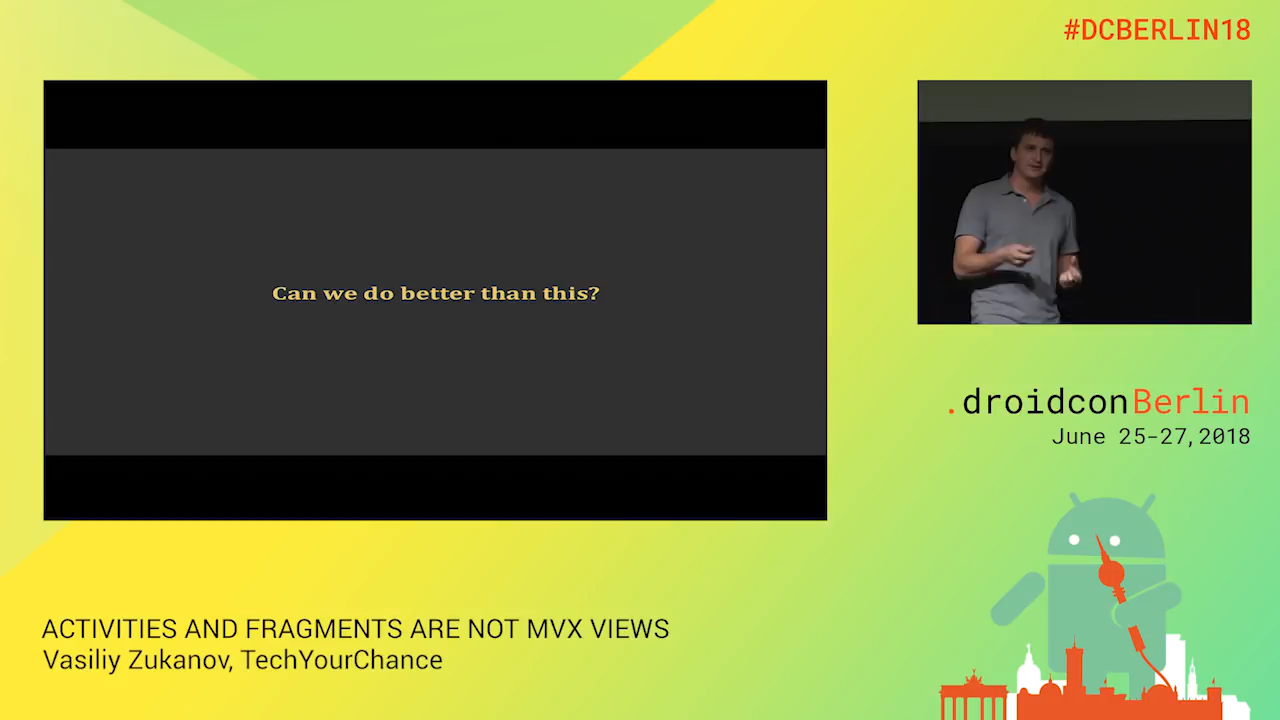 #DCBERLIN18
Can we do better than this?
.droidconBerlin
June 25-27,2018
ACTIVITIES AND FRAGMENTS ARE NOT MVX VIEWS
Vasiliy Zukanov, TechYourChance